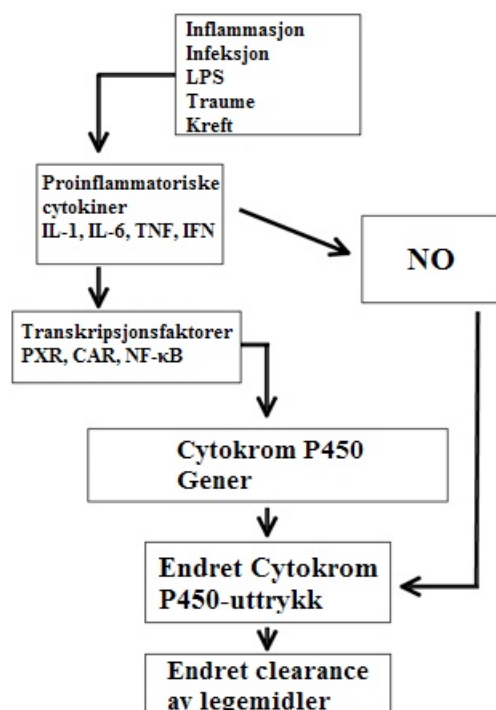 Inflammasjon
Infeksjon
LPS
Traume
Kreft
Proinflammatoriske
cytokiner
IL-1, IL-6, TNF, IFN
NO
Transkripsjonsfaktorer
PXR, CAR, NF-κB
Cytokrom P450
Gener
Endret Cytokrom
P450-uttrykk
Endret clearance
av legemidler